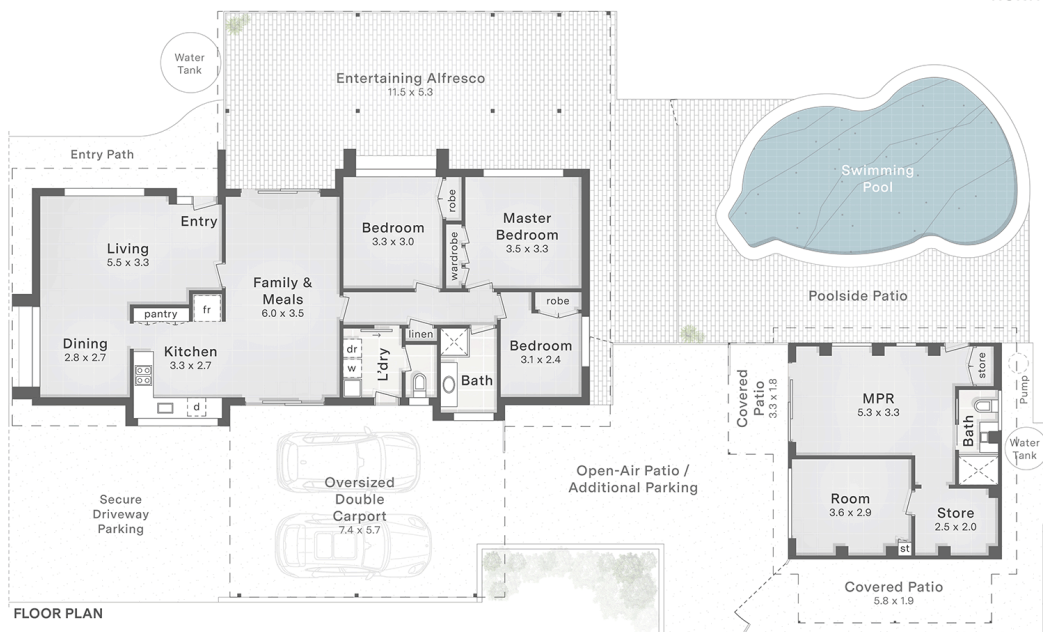 Water
Tank
Entertaining Alfresco
11.5 x 5.3
Entry Path
Entry
Living
5.5 x 3.3
Bedroom
3.3 x 3.0
robe
wardrobe
Master
Bedroom
3.5 x 3.3
Swimming
Pool
Family &
Meals
6.0 x 3.5
pantry
fr
Poolside Patio
robe
Dining
2.8 x 2.7
Kitchen
3.3 x 2.7
d
dr
w
L'dry
linen
Bath
Bedroom
3.1 x 2.4
Covered
Patio
3.3 x 1.8
MPR
5.3 x 3.3
store
Pump
Bath
Water
Tank
Secure
Driveway
Parking
Oversized
Double
Carport
7.4 x 5.7
Open-Air Patio /
Additional Parking
Room
3.6 x 2.9
st
Store
2.5 x 2.0
Covered Patio
5.8 x 1.9
FLOOR PLAN